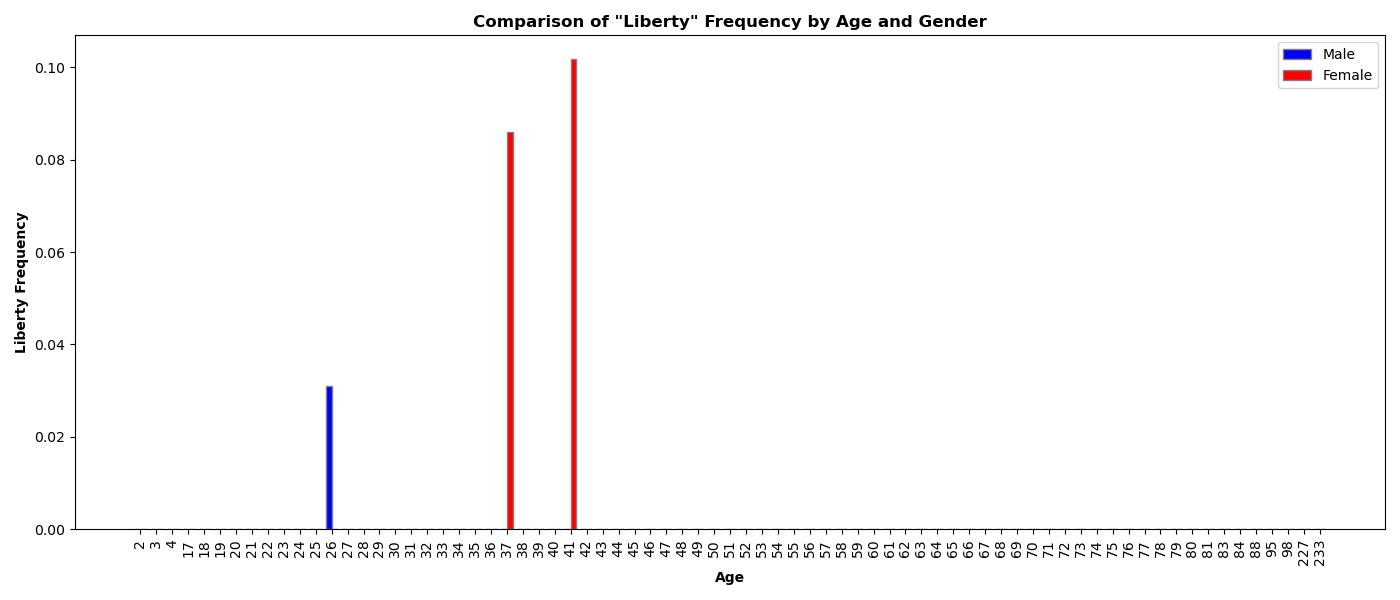 Comparison of "Liberty" Frequency by Age and Gender
Male
Female
Liberty Frequency
0.10
0.08
0.06
0.04
0.02
0.00
2 3 4 17 18 19 20 21 22 23 24 25 26 27 28 29 30 31 32 33 34 35 36 37 38 39 40 41 42 43 44 45 46 47 48 49 50 51 52 53 54 55 56 57 58 59 60 61 62 63 64 65 66 67 68 69 70 71 72 73 74 75 76 77 78 79 80 81 83 84 88 95 98 227 233
Age